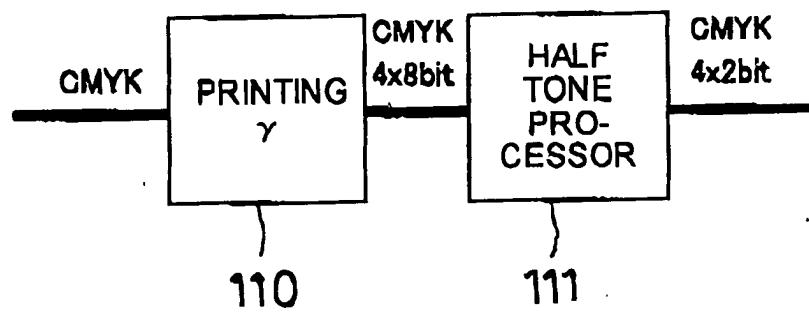 CMYK
PRINTING
γ
CMYK
4x8bit
HALF
TONE
PRO-
CESSOR
CMYK
4x2bit
110
111